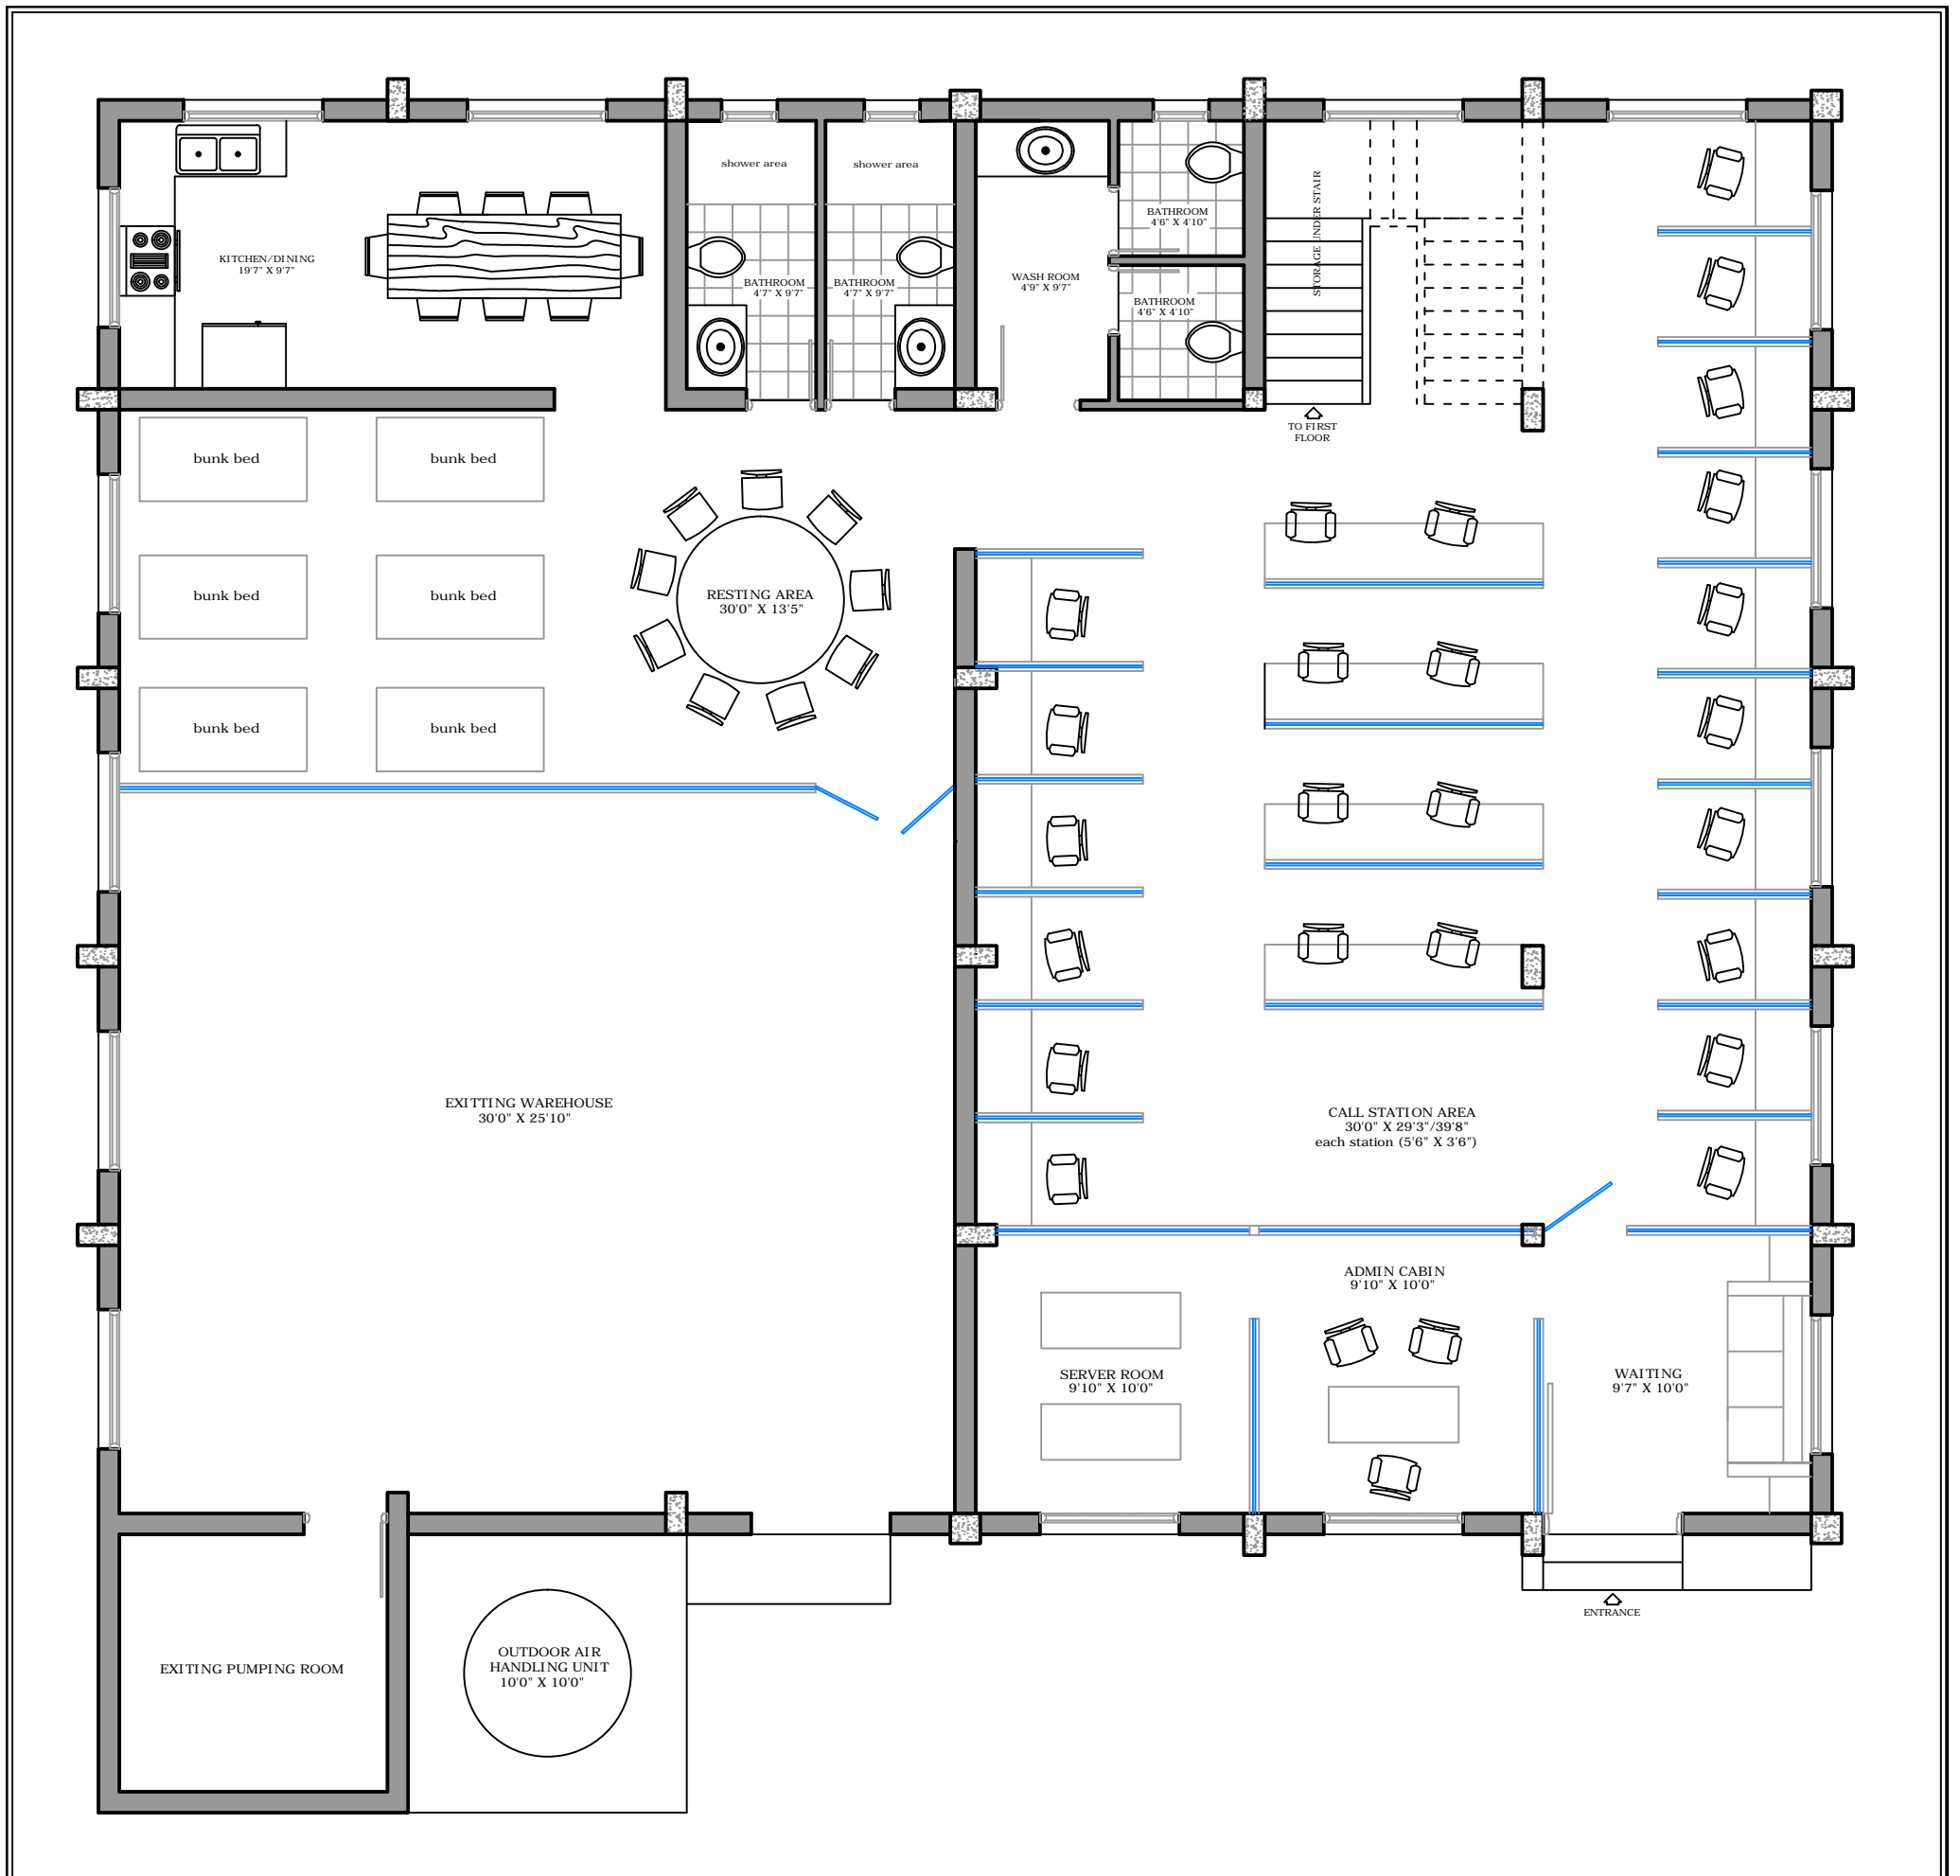 shower area
shower area
KITCHEN/DINING
19'7" X 9'7"
BATHROOM
4'7" X 9'7"
BATHROOM
4'7" X 9'7"
WASH ROOM
4'9" X 9'7"
BATHROOM
4'6" X 4'10"
BATHROOM
4'6" X 4'10"
STORAGE UNDER STAIR
TO FIRST
FLOOR
bunk bed
bunk bed
bunk bed
bunk bed
bunk bed
bunk bed
RESTING AREA
30'0" X 13'5"
EXITTING WAREHOUSE
30'0" X 25'10"
CALL STATION AREA
30'0" X 29'3"/39'8"
each station (5'6" X 3'6")
ADMIN CABIN
9'10" X 10'0"
SERVER ROOM
9'10" X 10'0"
WAITING
9'7" X 10'0"
ENTRANCE
EXITING PUMPING ROOM
OUTDOOR AIR
HANDLING UNIT
10'0" X 10'0"